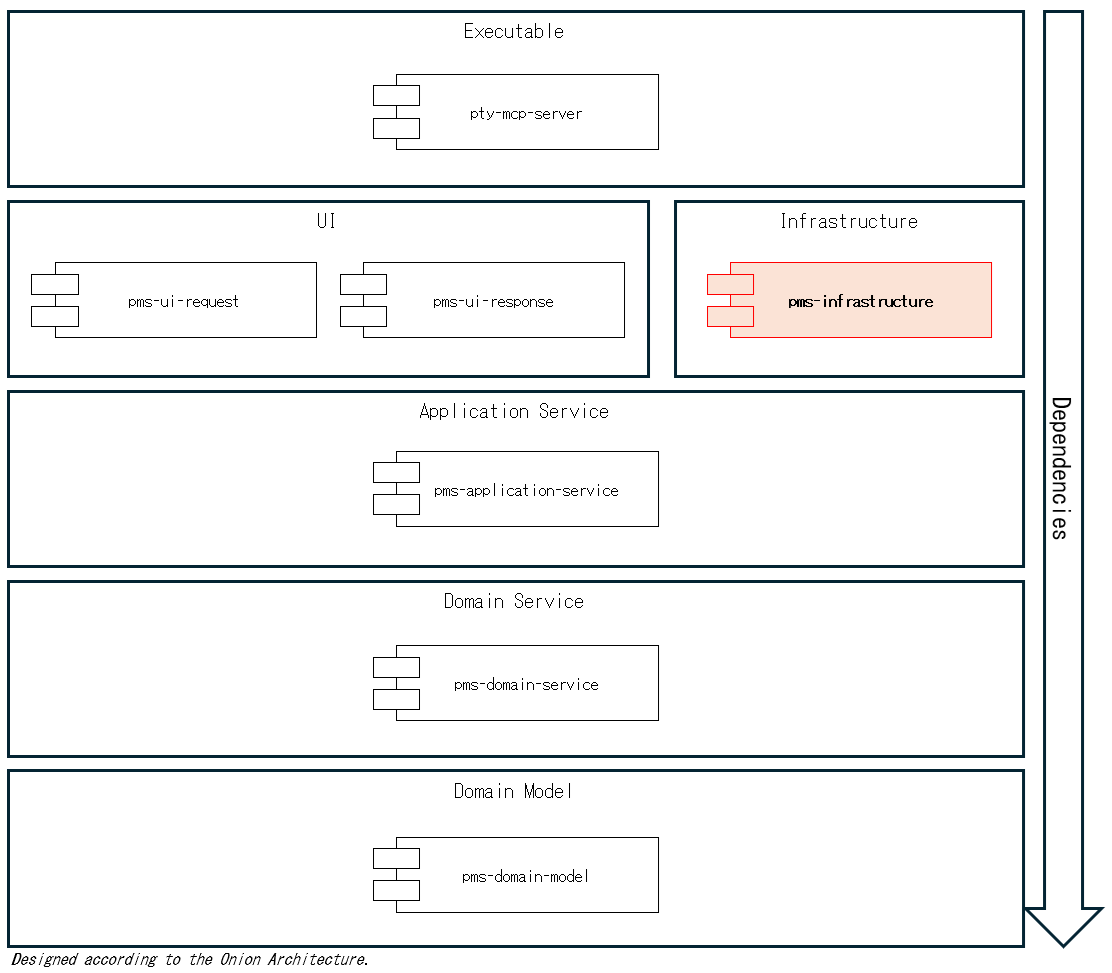 Executable
pty-mcp-server
UI
Infrastructure
pms-ui-request
pms-ui-response
pms-infrastructure
Application Service
pms-application-service
Dependencies
Domain Service
pms-domain-service
Domain Model
pms-domain-model
Designed according to the Onion Architecture.